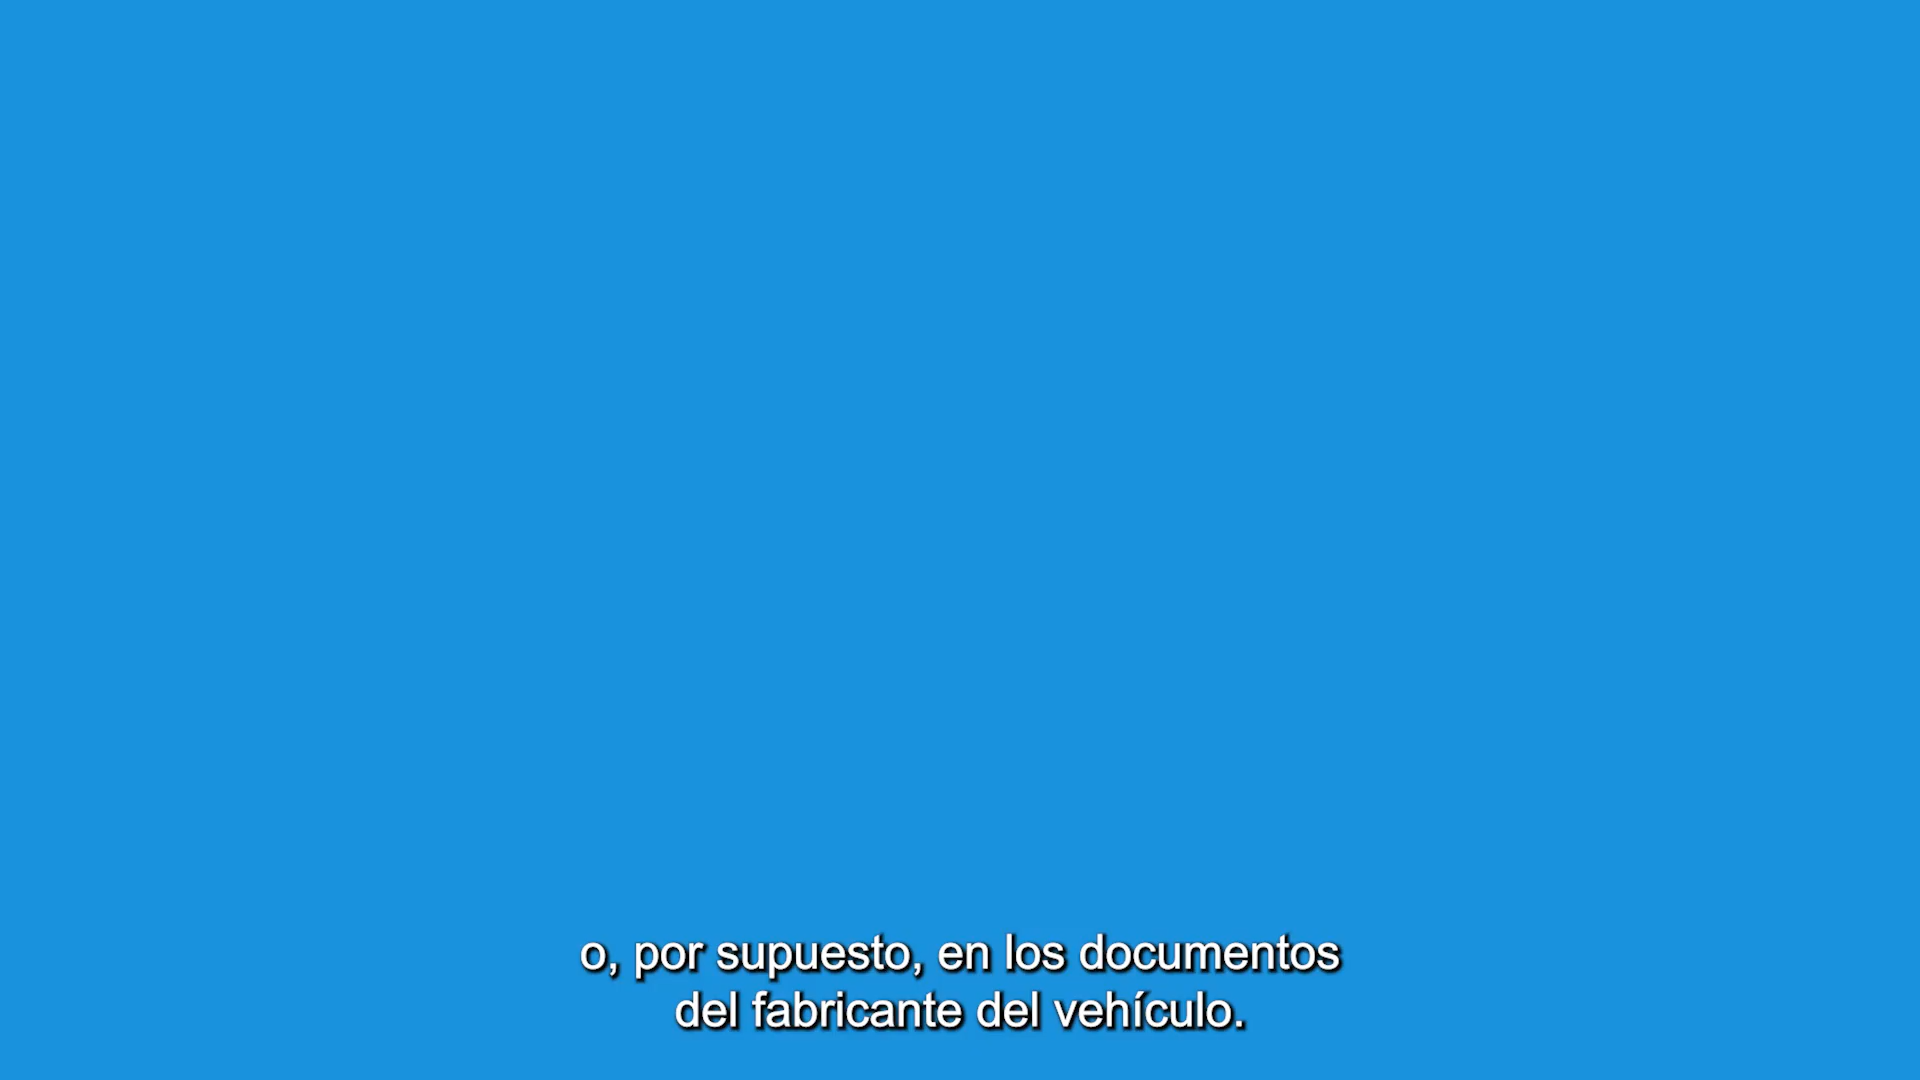 o, por supuesto, en los documentos
del fabricante del vehículo.